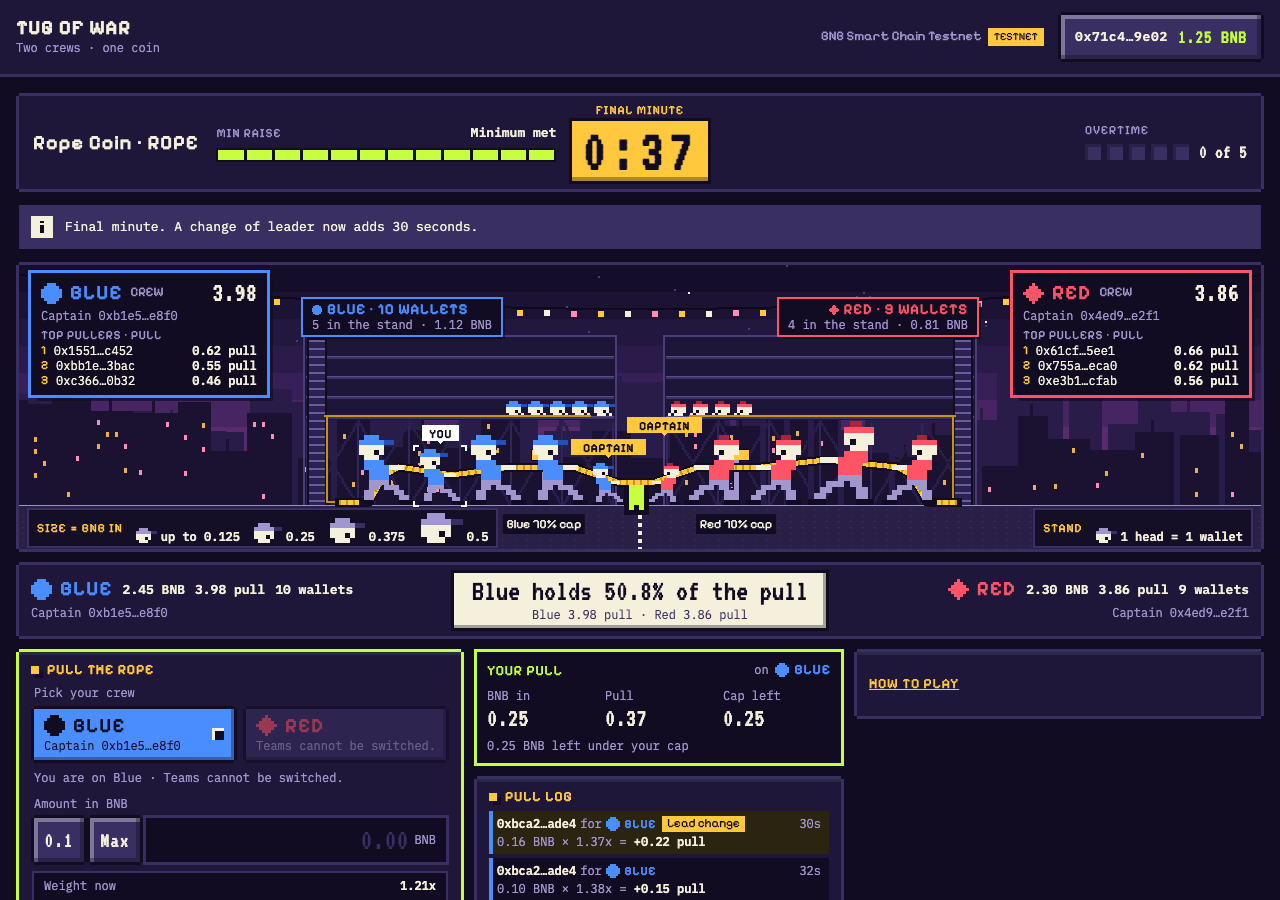 TUG OF WAR
Two crews · one coin
BNB Smart Chain Testnet TESTNET
0x71c4…9e02 1.25 BNB
Rope Coin · ROPE
MIN RAISE Minimum met
FINAL MINUTE
0:37
OVERTIME
0 of 5
i Final minute. A change of leader now adds 30 seconds.
BLUE CREW 3.98
Captain 0xb1e5…e8f0
TOP PULLERS · PULL
1 0x1551…c452 0.62 pull
2 0xbb1e…3bac 0.55 pull
3 0xc366…0b32 0.46 pull
BLUE · 10 WALLETS
5 in the stand · 1.12 BNB
RED · 9 WALLETS
4 in the stand · 0.81 BNB
RED CREW 3.86
Captain 0x4ed9…e2f1
TOP PULLERS · PULL
1 0x61cf…5ee1 0.66 pull
2 0x755a…eca0 0.62 pull
3 0xe3b1…cfab 0.56 pull
CAPTAIN
YOU
CAPTAIN
SIZE = BNB IN up to 0.125 0.25 0.375 0.5
Blue 10% cap
Red 10% cap
STAND 1 head = 1 wallet
BLUE 2.45 BNB 3.98 pull 10 wallets
Captain 0xb1e5…e8f0
Blue holds 50.8% of the pull
Blue 3.98 pull · Red 3.86 pull
RED 2.30 BNB 3.86 pull 9 wallets
Captain 0x4ed9…e2f1
PULL THE ROPE
Pick your crew
BLUE
Captain 0xb1e5…e8f0
RED
Teams cannot be switched.
You are on Blue · Teams cannot be switched.
Amount in BNB
0.1 Max 0.00 BNB
Weight now 1.21x
YOUR PULL on BLUE
BNB in Pull Cap left
0.25 0.37 0.25
0.25 BNB left under your cap
PULL LOG
0xbca2…ade4 for BLUE Lead change 30s
0.16 BNB × 1.37x = +0.22 pull
0xbca2…ade4 for BLUE 32s
0.10 BNB × 1.38x = +0.15 pull
HOW TO PLAY